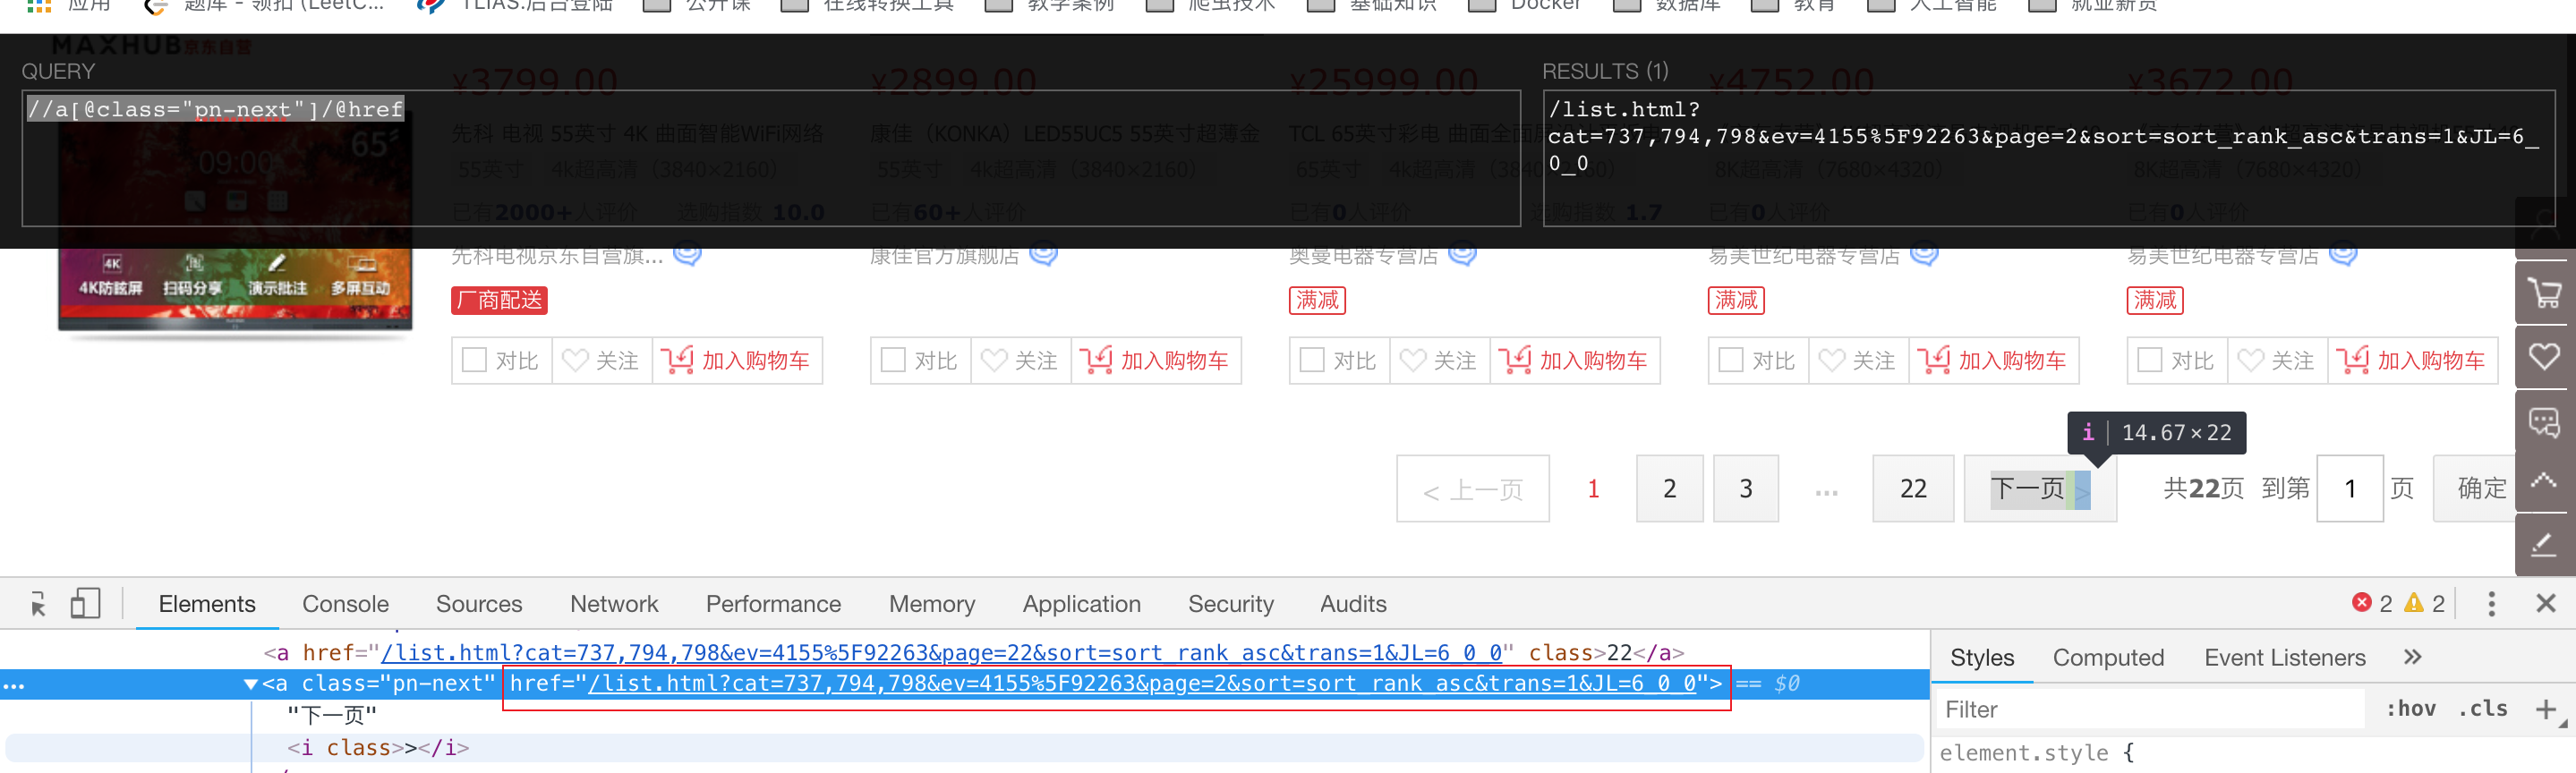 应用
题库 - 领扣 (LeetC...
TLIAS.后台登陆
公开课
在线转换工具
教学案例
爬虫技术
基础知识
Docker
数据库
教育
人工智能
就业薪资
MAXHUB京东自营
QUERY
RESULTS (1)
¥3799.00
¥2899.00
¥25999.00
¥4752.00
¥3672.00
//a[@class="pn-next"]/@href
/list.html?
cat=737,794,798&ev=4155%5F92263&page=2&sort=sort_rank_asc&trans=1&JL=6_
0_0
先科 电视 55英寸 4K 曲面智能WiFi网络
康佳（KONKA）LED55UC5 55英寸超薄金
TCL 65英寸彩电 曲面全面
09:00
65
55英寸 4k超高清（3840×2160）
55英寸 4k超高清（3840×2160）
65英寸 4k超高清（3840×2160）
8K超高清（7680×4320）
8K超高清（7680×4320）
已有2000+人评价 选购指数 10.0
已有60+人评价
已有0人评价 选购指数 1.7
已有0人评价
已有0人评价
先科电视京东自营旗...
康佳官方旗舰店
奥曼电器专营店
易美世纪电器专营店
易美世纪电器专营店
4K
4K防眩屏 扫码分享 演示批注 多屏互动
厂商配送
满减
满减
满减
对比 关注 加入购物车
对比 关注 加入购物车
对比 关注 加入购物车
对比 关注 加入购物车
对比 关注 加入购物车
i 14.67×22
< 上一页 1 2 3 ... 22 下一页 > 共22页 到第 1 页 确定
Elements Console Sources Network Performance Memory Application Security Audits 2 2
<a href="/list.html?cat=737,794,798&ev=4155%5F92263&page=22&sort=sort_rank_asc&trans=1&JL=6_0_0" class>22</a>
... ▼<a class="pn-next" href="/list.html?cat=737,794,798&ev=4155%5F92263&page=2&sort=sort_rank_asc&trans=1&JL=6_0_0"> == $0
"下一页"
<i class>></i>
Styles Computed Event Listeners »
Filter :hov .cls +
element.style {